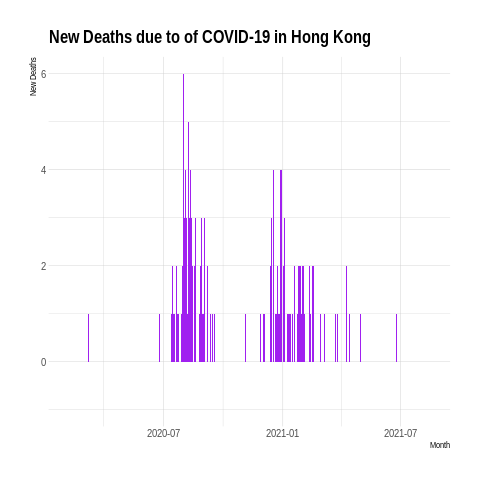 New Deaths due to of COVID-19 in Hong Kong
New Deaths
6
4
2
0
2020-07 2021-01 2021-07
Month